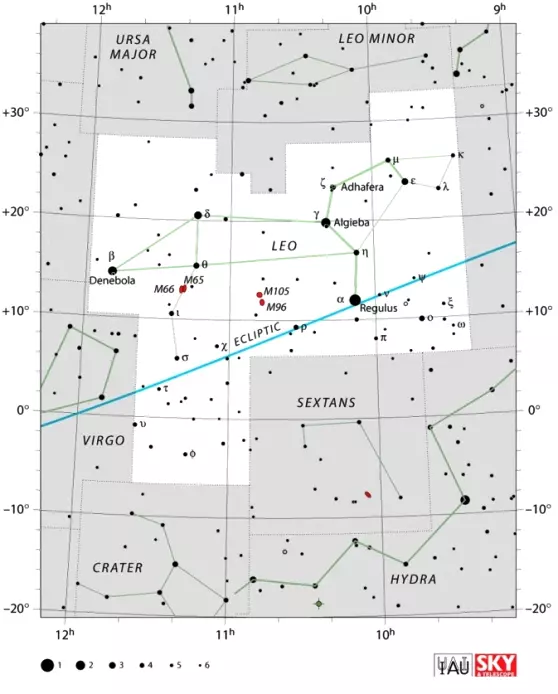 12h 11h 10h 9h
URSA
MAJOR
LEO MINOR
+30° +30°
μ κ
ζ Adhafera ε λ
+20° δ γ +20°
Algieba
β LEO η
θ
Denebola M65 ψ
M66 M105 α ν
M96 Regulus ξ
+10° ι ο +10°
ECLIPTIC ρ ω
χ π
σ
τ
0° SEXTANS 0°
υ
VIRGO
φ
−10° −10°
CRATER HYDRA
−20° −20°
12h 11h 10h
1 2 3 4 5 6
IAU SKY
& TELESCOPE